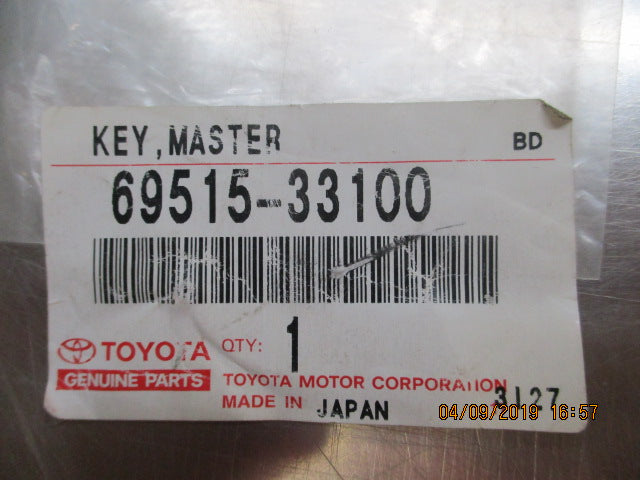 KEY, MASTER BD
69515-33100
TOYOTA QTY: 1
GENUINE PARTS
TOYOTA MOTOR CORPORATION
MADE IN JAPAN 3127
04/09/2019 16:57